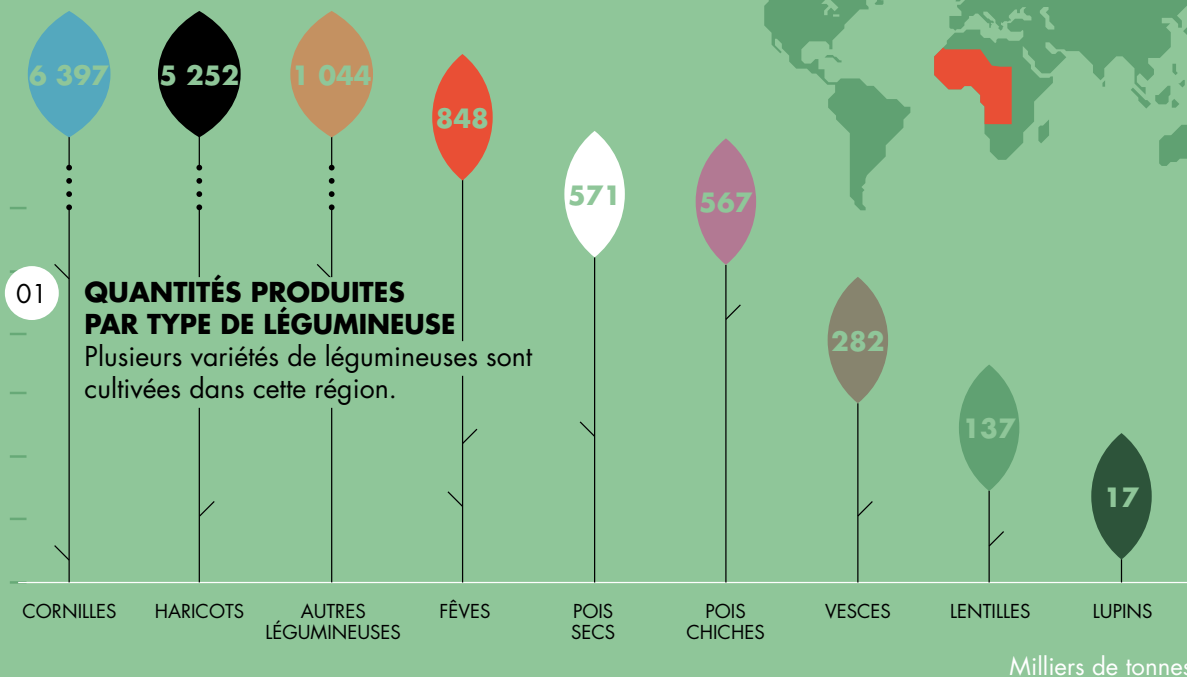 6 397
5 252
1 044
848
571
567
282
137
17
01
QUANTITÉS PRODUITES
PAR TYPE DE LÉGUMINEUSE
Plusieurs variétés de légumineuses sont
cultivées dans cette région.
CORNILLES
HARICOTS
AUTRES
LÉGUMINEUSES
FÊVES
POIS
SECS
POIS
CHICHES
VESCES
LENTILLES
LUPINS
Milliers de tonnes